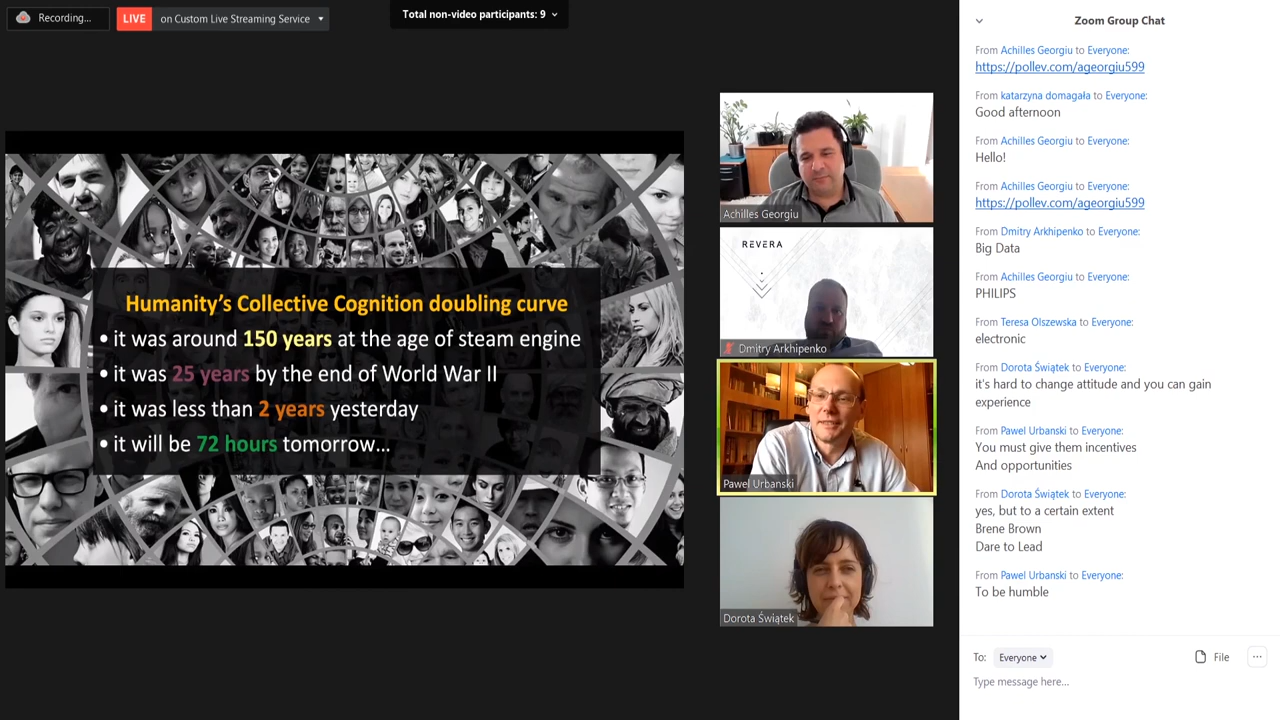 Recording...
LIVE
on Custom Live Streaming Service
Total non-video participants: 9
Humanity's Collective Cognition doubling curve
• it was around 150 years at the age of steam engine
• it was 25 years by the end of World War II
• it was less than 2 years yesterday
• it will be 72 hours tomorrow...
Achilles Georgiu
REVERA
Dmitry Arkhipenko
Pawel Urbanski
Dorota Świątek
Zoom Group Chat
From Achilles Georgiu to Everyone:
https://pollev.com/ageorgiu599
From katarzyna domagała to Everyone:
Good afternoon
From Achilles Georgiu to Everyone:
Hello!
From Achilles Georgiu to Everyone:
https://pollev.com/ageorgiu599
From Dmitry Arkhipenko to Everyone:
Big Data
From Achilles Georgiu to Everyone:
PHILIPS
From Teresa Olszewska to Everyone:
electronic
From Dorota Świątek to Everyone:
it's hard to change attitude and you can gain
experience
From Pawel Urbanski to Everyone:
You must give them incentives
And opportunities
From Dorota Świątek to Everyone:
yes, but to a certain extent
Brene Brown
Dare to Lead
From Pawel Urbanski to Everyone:
To be humble
To: Everyone
File
...
Type message here...